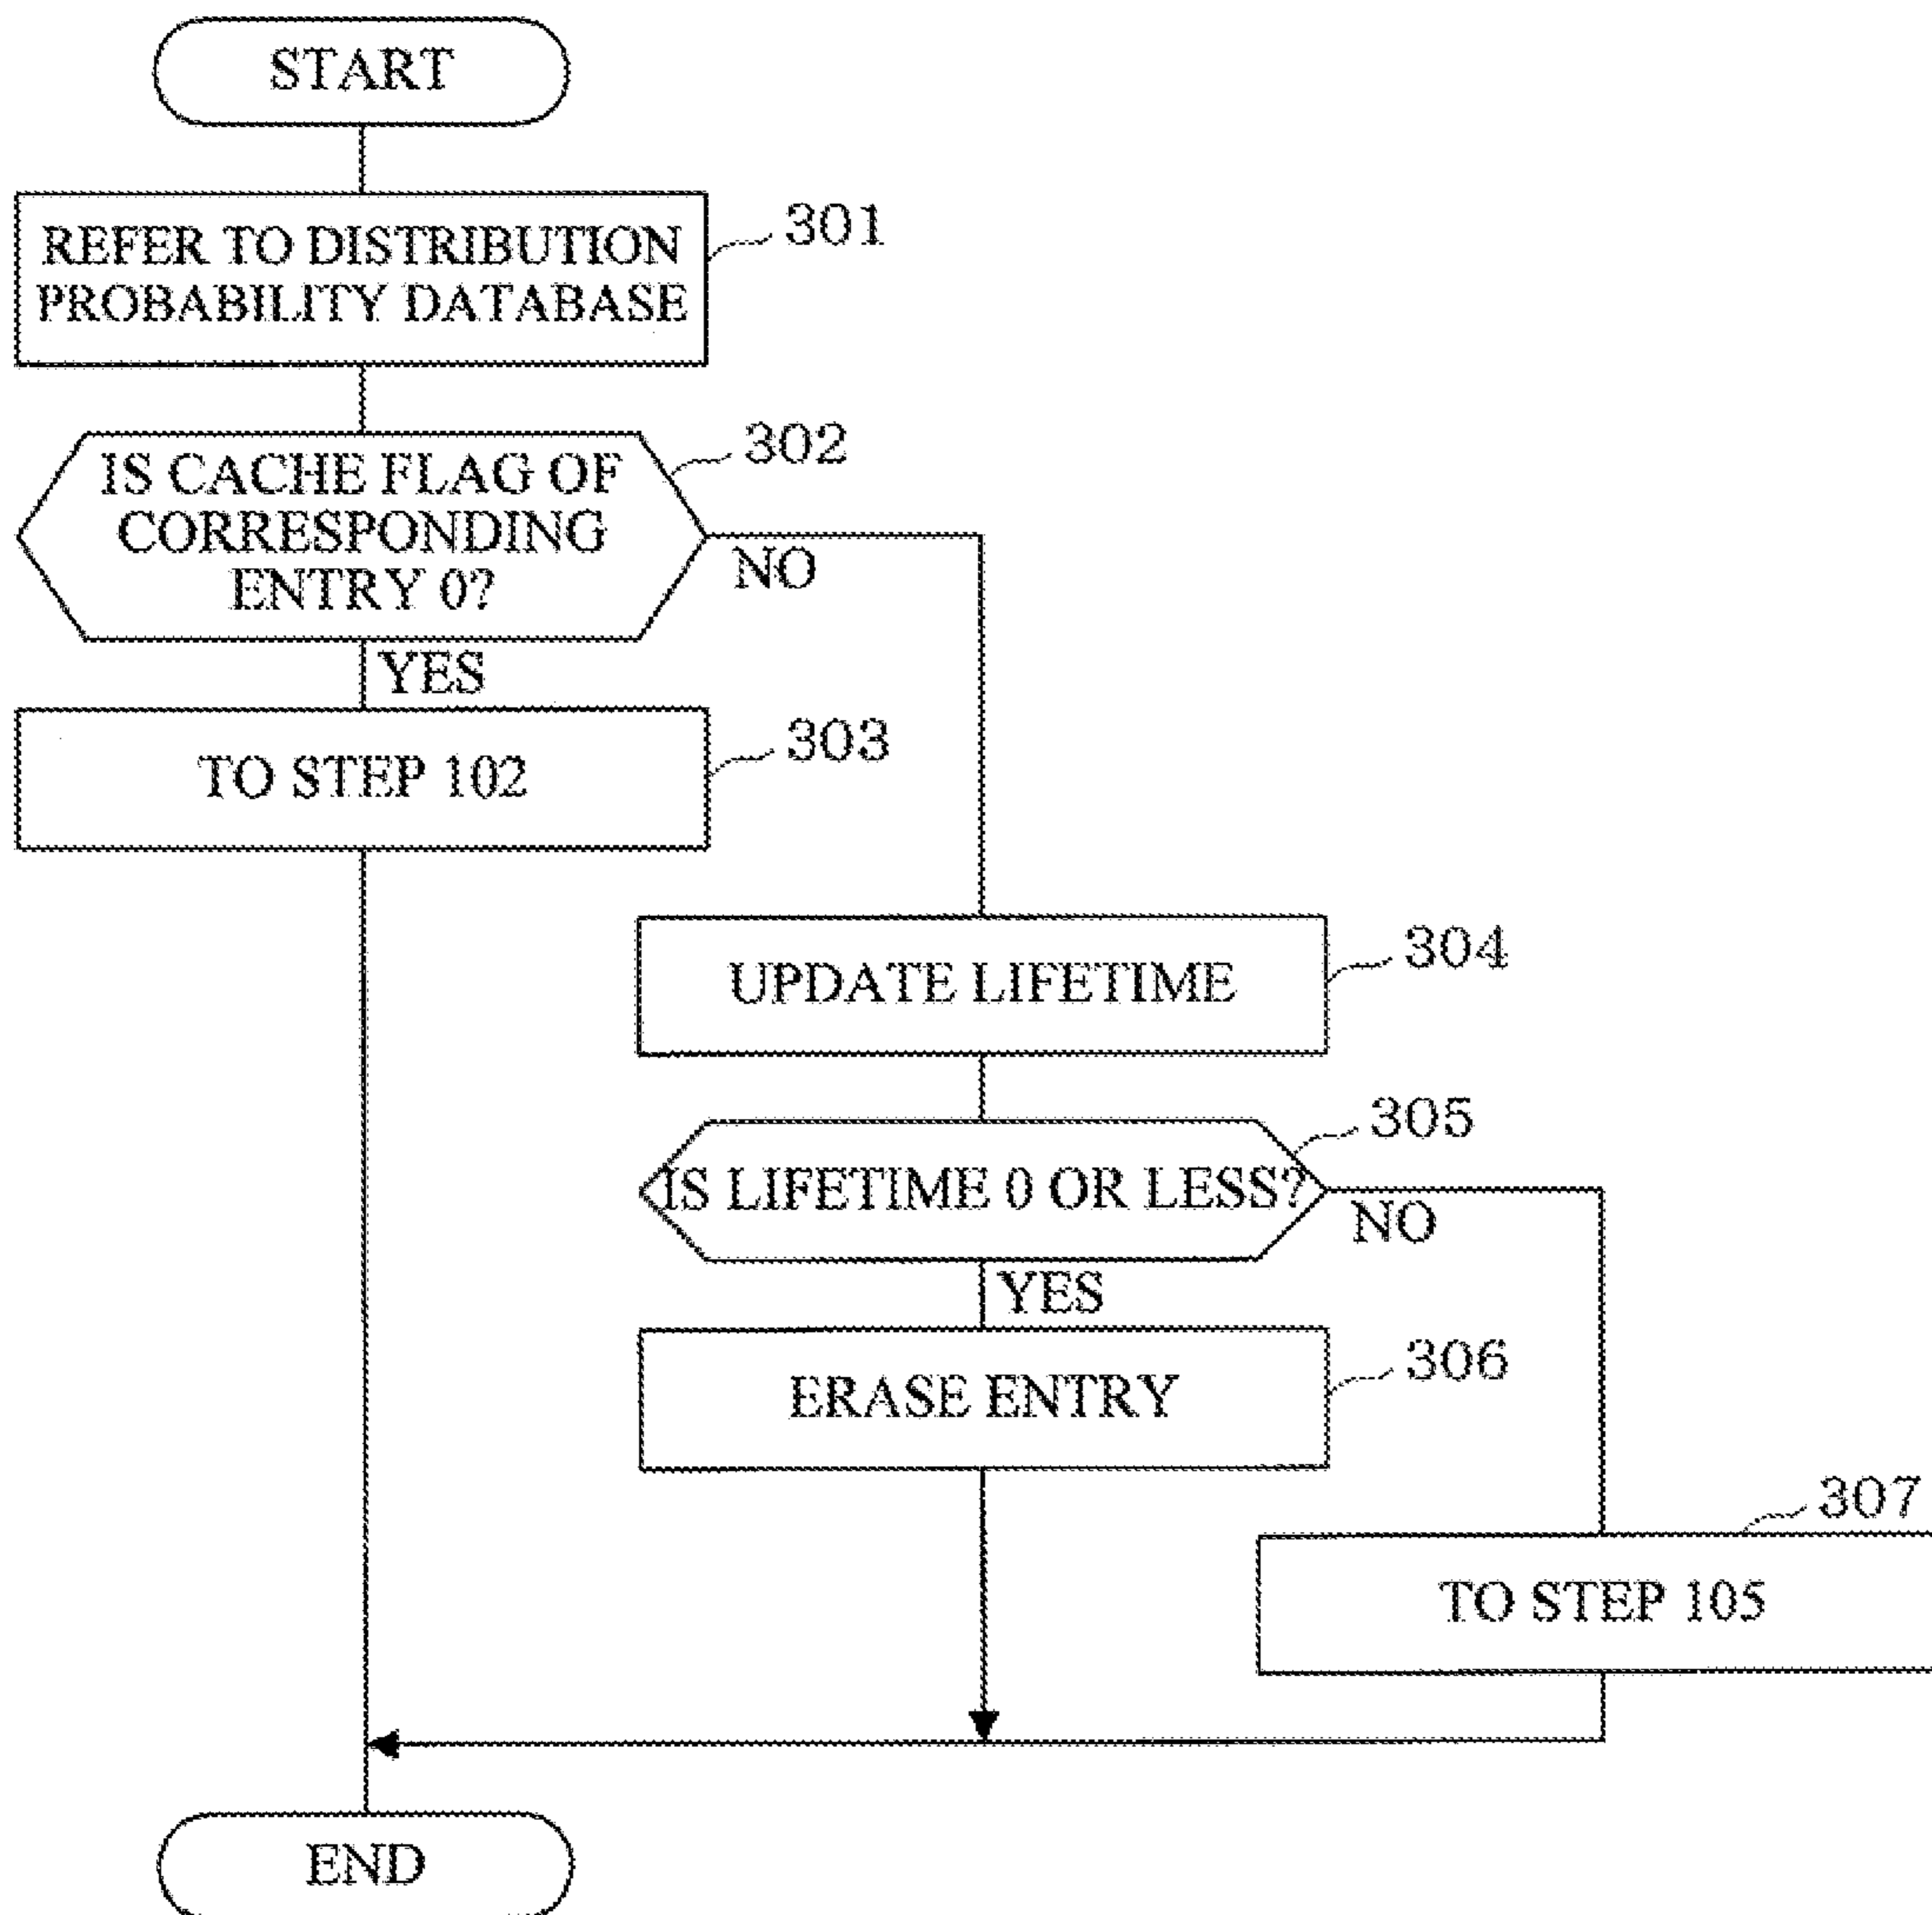 START
REFER TO DISTRIBUTION
PROBABILITY DATABASE
301
IS CACHE FLAG OF
CORRESPONDING
ENTRY 0?
302
NO
YES
TO STEP 102
303
UPDATE LIFETIME
304
IS LIFETIME 0 OR LESS?
305
NO
YES
ERASE ENTRY
306
TO STEP 105
307
END